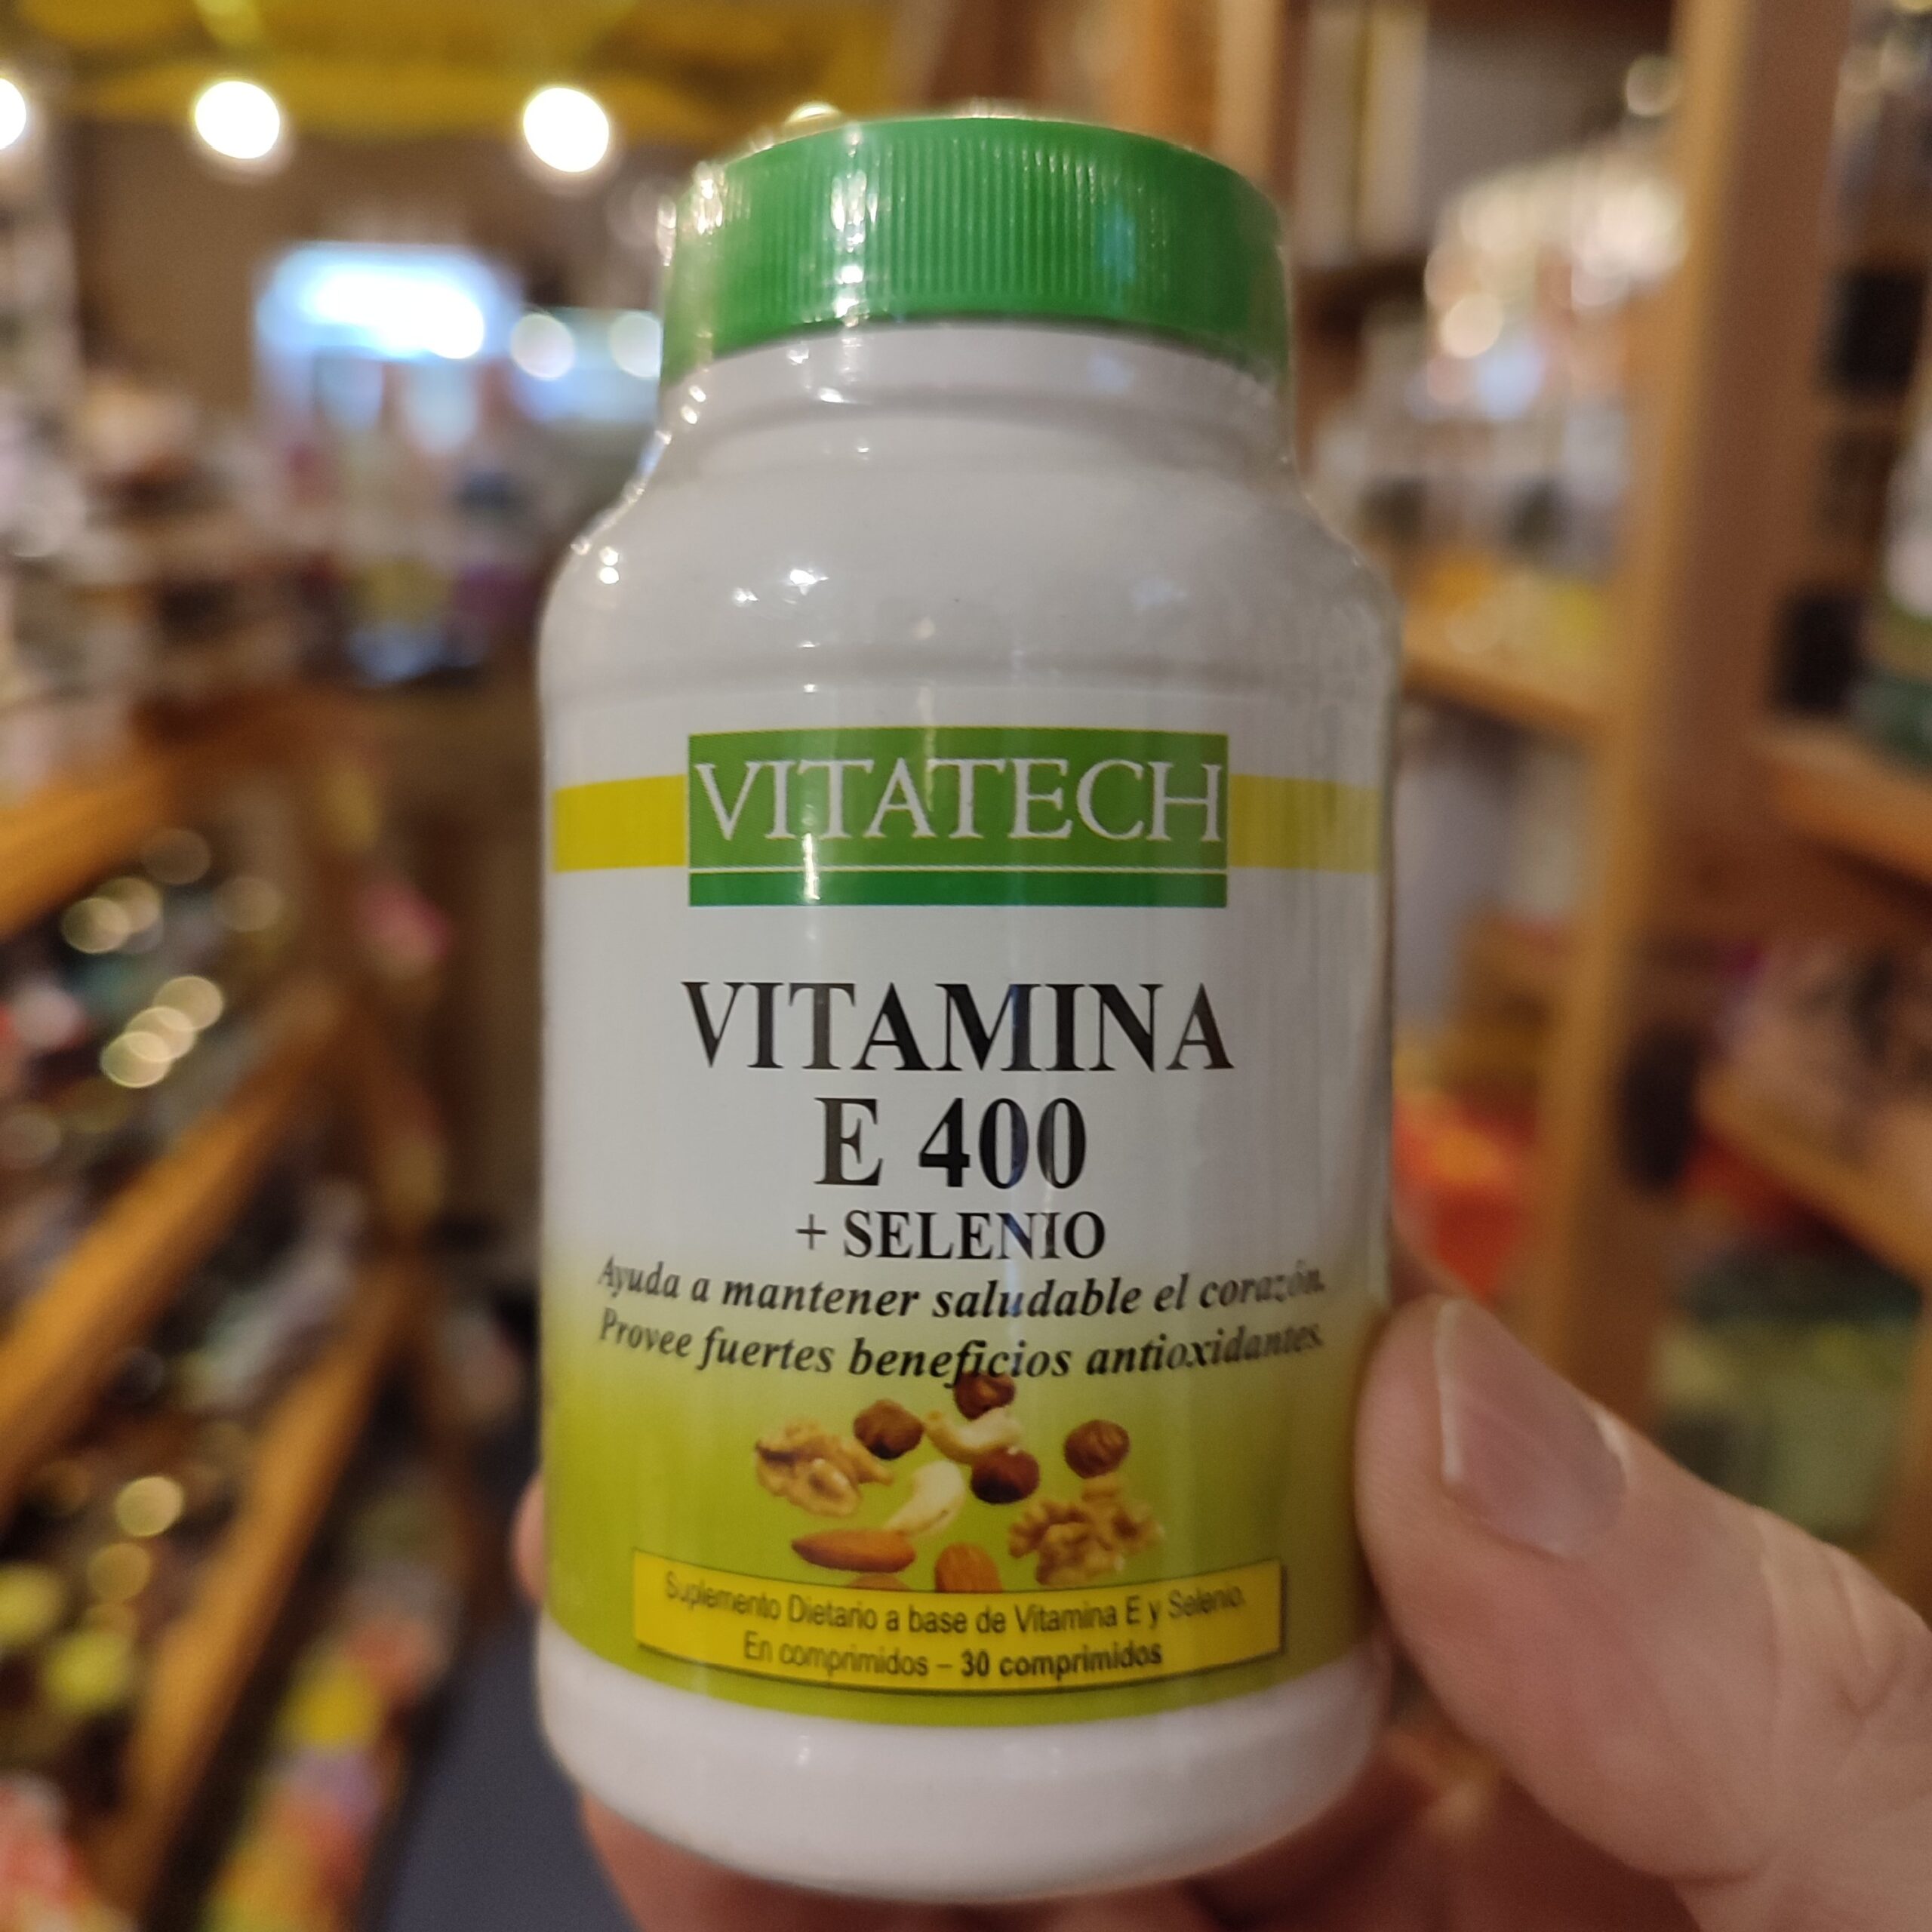 VITATECH
VITAMINA
E 400
+ SELENIO
Ayuda a mantener saludable el corazón.
Provee fuertes beneficios antioxidantes.
Suplemento Dietario a base de Vitamina E y Selenio.
En comprimidos – 30 comprimidos